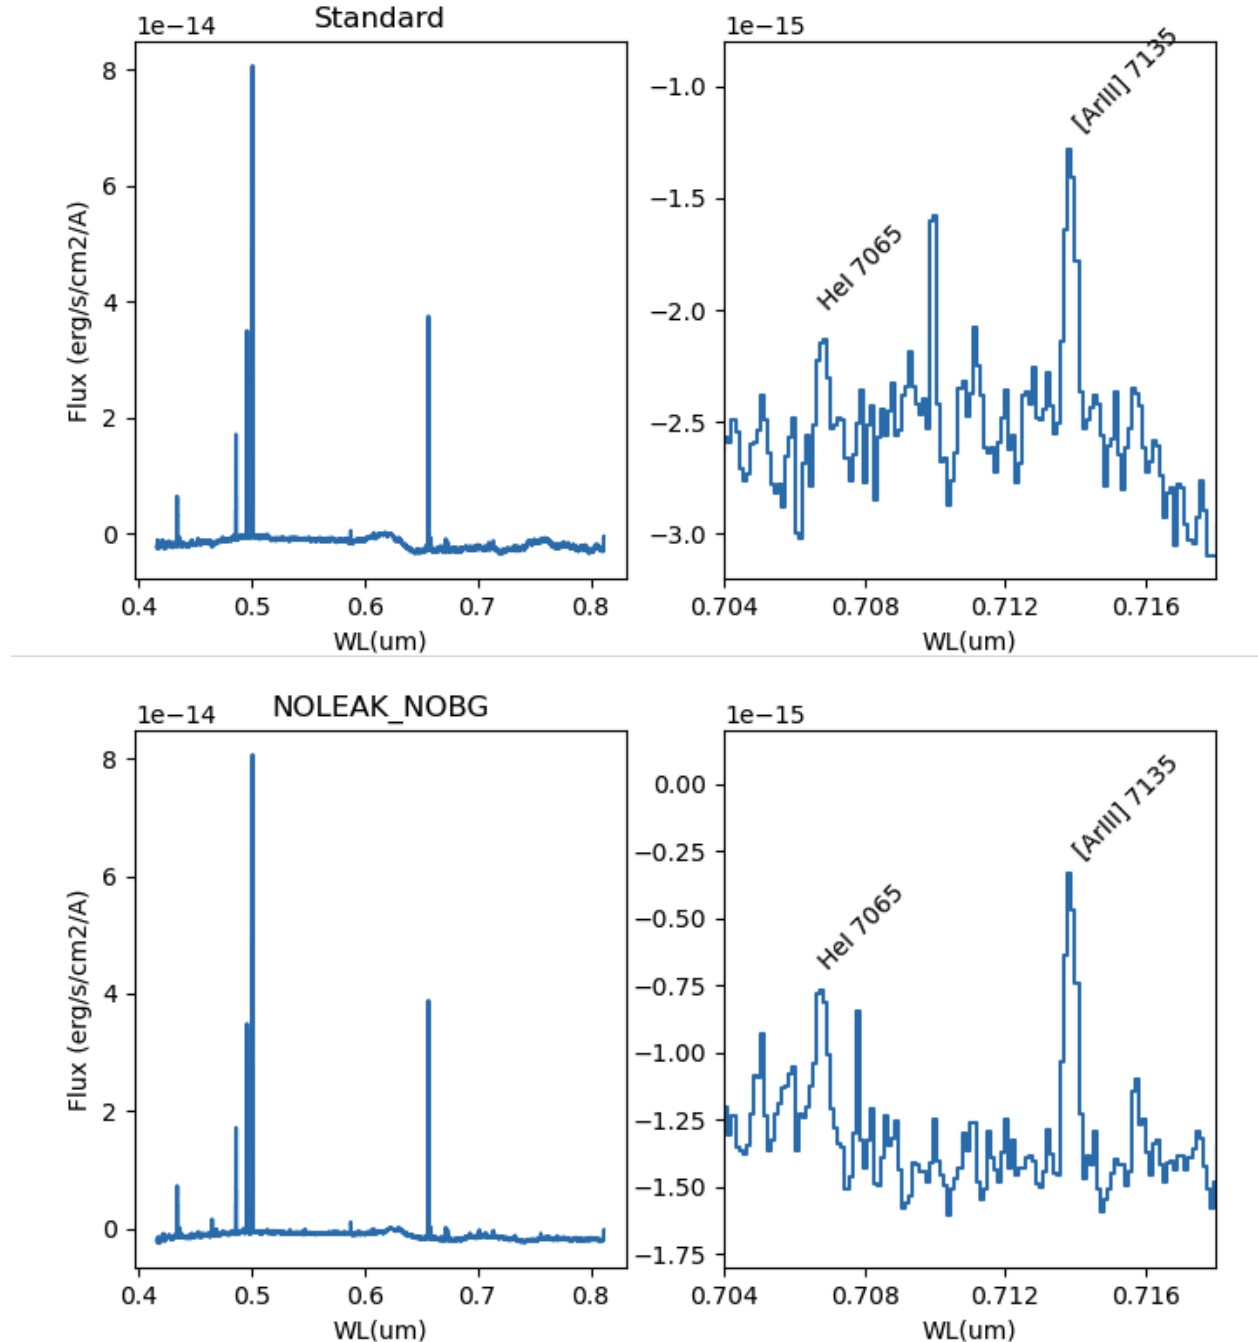 Standard
1e−14
8
6
4
2
0
Flux (erg/s/cm2/A)
0.4 0.5 0.6 0.7 0.8
WL(um)
1e−15
−1.0
−1.5
−2.0
−2.5
−3.0
HeI 7065
[ArIII] 7135
0.704 0.708 0.712 0.716
WL(um)
NOLEAK_NOBG
1e−14
8
6
4
2
0
Flux (erg/s/cm2/A)
0.4 0.5 0.6 0.7 0.8
WL(um)
1e−15
0.00
−0.25
−0.50
−0.75
−1.00
−1.25
−1.50
−1.75
HeI 7065
[ArIII] 7135
0.704 0.708 0.712 0.716
WL(um)